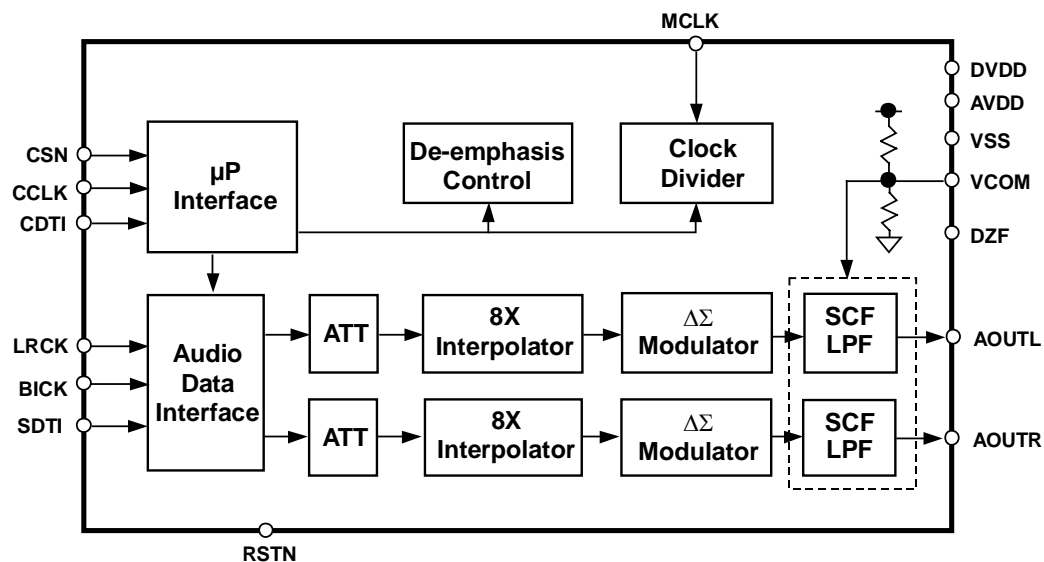 MCLK
DVDD
AVDD
VSS
VCOM
DZF
CSN
CCLK
CDTI
µP
Interface
De-emphasis
Control
Clock
Divider
LRCK
BICK
SDTI
Audio
Data
Interface
ATT
8X
Interpolator
ΔΣ
Modulator
SCF
LPF
AOUTL
ATT
8X
Interpolator
ΔΣ
Modulator
SCF
LPF
AOUTR
RSTN